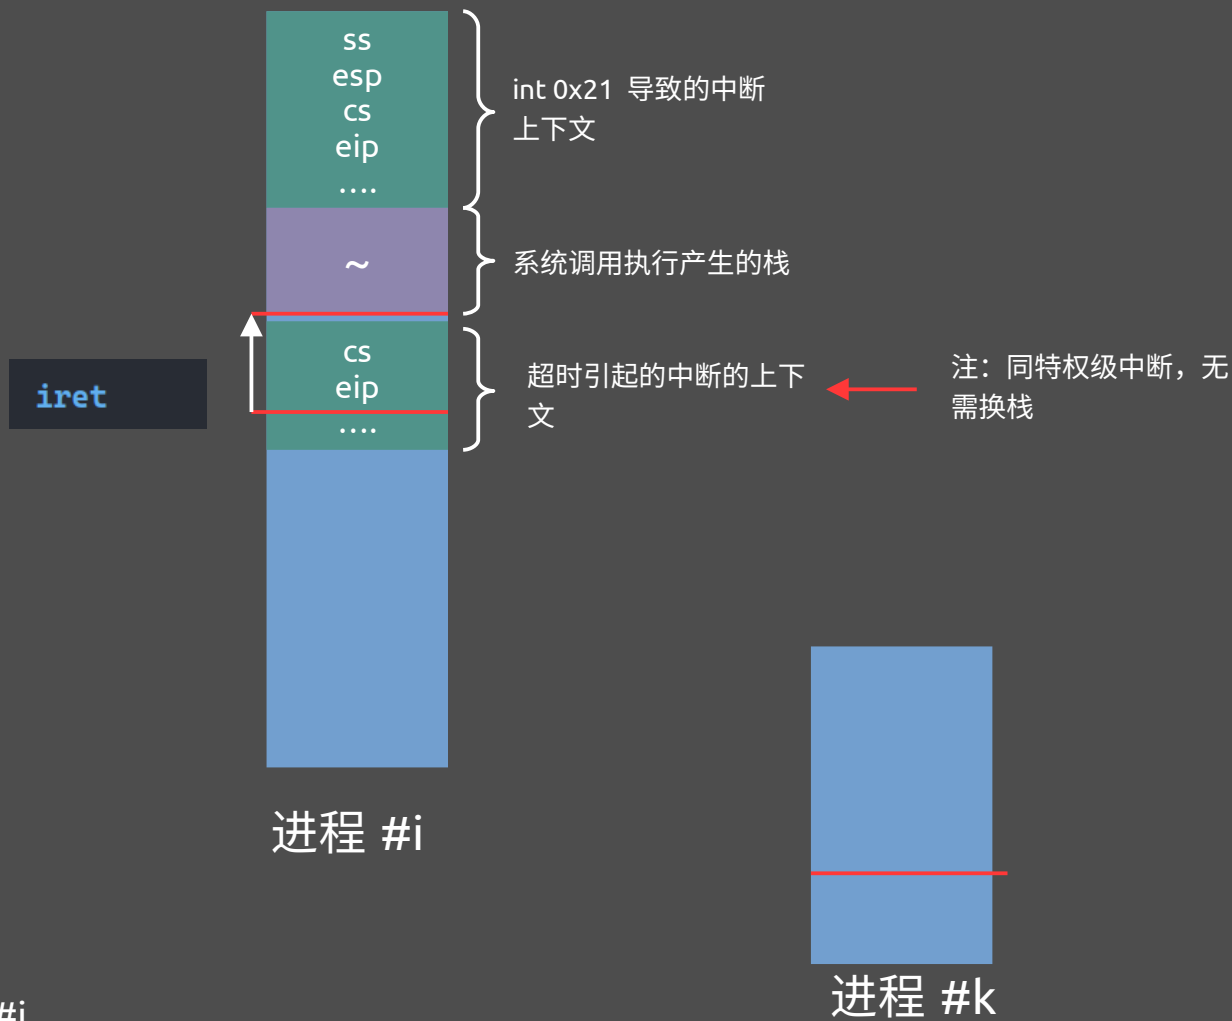 ss
esp
cs
eip
....
int 0x21 导致的中断
上下文
~
系统调用执行产生的栈
iret
cs
eip
....
超时引起的中断的上下
文
注：同特权级中断，无
需换栈
进程 #i
进程 #k